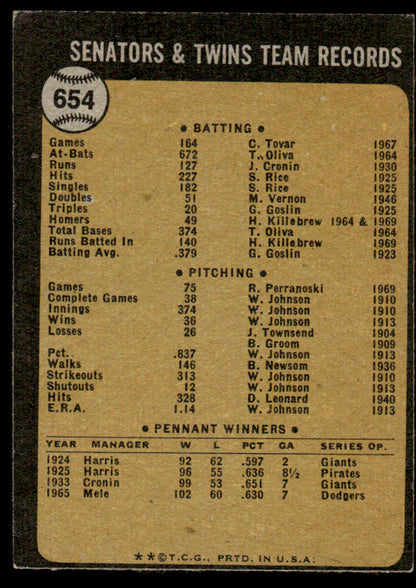 SENATORS & TWINS TEAM RECORDS
654
• BATTING •
Games 164 C. Tovar 1967
At-Bats 672 T. Oliva 1964
Runs 127 J. Cronin 1930
Hits 227 S. Rice 1925
Singles 182 S. Rice 1925
Doubles 51 M. Vernon 1946
Triples 20 G. Goslin 1925
Homers 49 H. Killebrew 1964 & 1969
Total Bases 374 T. Oliva 1964
Runs Batted In 140 H. Killebrew 1969
Batting Avg. .379 G. Goslin 1923
• PITCHING •
Games 75 R. Perranoski 1969
Complete Games 38 W. Johnson 1910
Innings 374 W. Johnson 1910
Wins 36 W. Johnson 1913
Losses 26 J. Townsend 1904
B. Groom 1909
Pct. .837 W. Johnson 1913
Walks 146 B. Newsom 1936
Strikeouts 313 W. Johnson 1910
Shutouts 12 W. Johnson 1913
Hits 328 D. Leonard 1940
E.R.A. 1.14 W. Johnson 1913
• PENNANT WINNERS •
YEAR MANAGER W L PCT GA SERIES OP.
1924 Harris 92 62 .597 2 Giants
1925 Harris 96 55 .636 8½ Pirates
1933 Cronin 99 53 .651 7 Giants
1965 Mele 102 60 .630 7 Dodgers
**©T.C.G., PRTD. IN U.S.A.